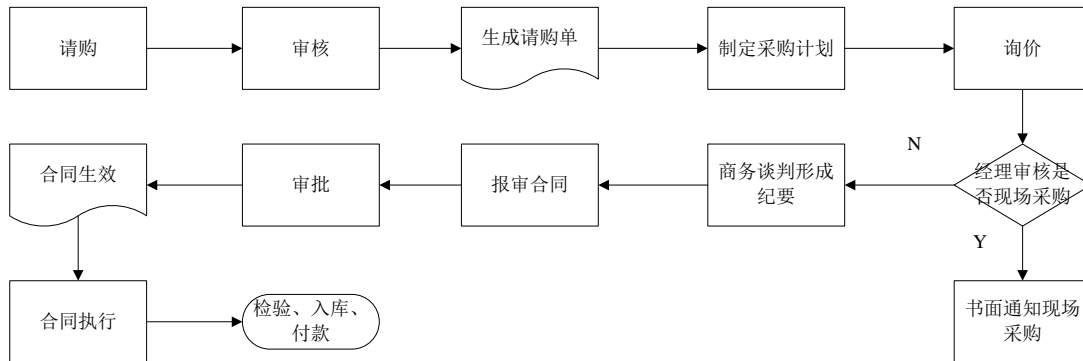 请购
审核
生成请购单
制定采购计划
询价
N
合同生效
审批
报审合同
商务谈判形成
纪要
经理审核是
否现场采购
Y
合同执行
检验、入库、
付款
书面通知现场
采购